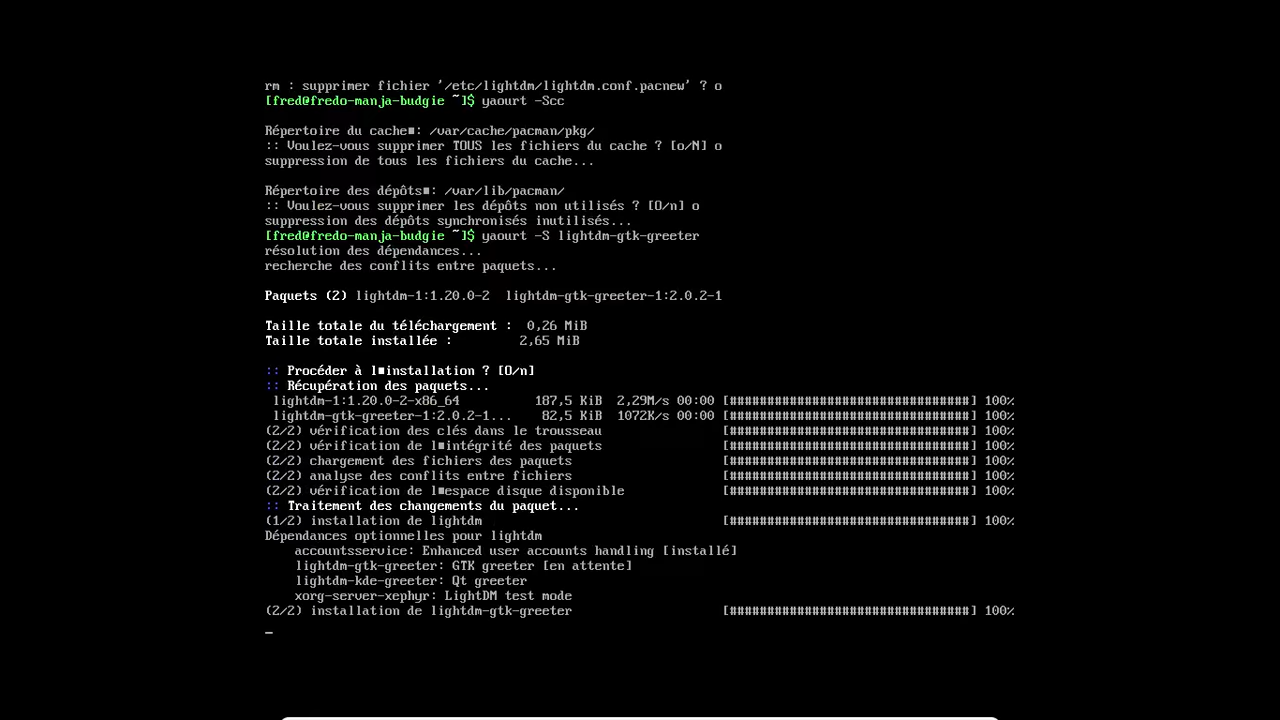 rm : supprimer fichier '/etc/lightdm/lightdm.conf.pacnew' ? o
[fred@fredo-manja-budgie ~]$ yaourt -Scc
Répertoire du cache■: /var/cache/pacman/pkg/
:: Voulez-vous supprimer TOUS les fichiers du cache ? [o/N] o
suppression de tous les fichiers du cache...
Répertoire des dépôts■: /var/lib/pacman/
:: Voulez-vous supprimer les dépôts non utilisés ? [O/n] o
suppression des dépôts synchronisés inutilisés...
[fred@fredo-manja-budgie ~]$ yaourt -S lightdm-gtk-greeter
résolution des dépendances...
recherche des conflits entre paquets...
Paquets (2) lightdm-1:1.20.0-2  lightdm-gtk-greeter-1:2.0.2-1
Taille totale du téléchargement :  0,26 MiB
Taille totale installée :         2,65 MiB
:: Procéder à l■installation ? [O/n]
:: Récupération des paquets...
lightdm-1:1.20.0-2-x86_64          187,5 KiB  2,29M/s 00:00 [################################] 100%
lightdm-gtk-greeter-1:2.0.2-1...    82,5 KiB  1072K/s 00:00 [################################] 100%
(2/2) vérification des clés dans le trousseau                [################################] 100%
(2/2) vérification de l■intégrité des paquets                [################################] 100%
(2/2) chargement des fichiers des paquets                    [################################] 100%
(2/2) analyse des conflits entre fichiers                    [################################] 100%
(2/2) vérification de l■espace disque disponible             [################################] 100%
:: Traitement des changements du paquet...
(1/2) installation de lightdm                                [################################] 100%
Dépendances optionnelles pour lightdm
    accountsservice: Enhanced user accounts handling [installé]
    lightdm-gtk-greeter: GTK greeter [en attente]
    lightdm-kde-greeter: Qt greeter
    xorg-server-xephyr: LightDM test mode
(2/2) installation de lightdm-gtk-greeter                    [################################] 100%
_